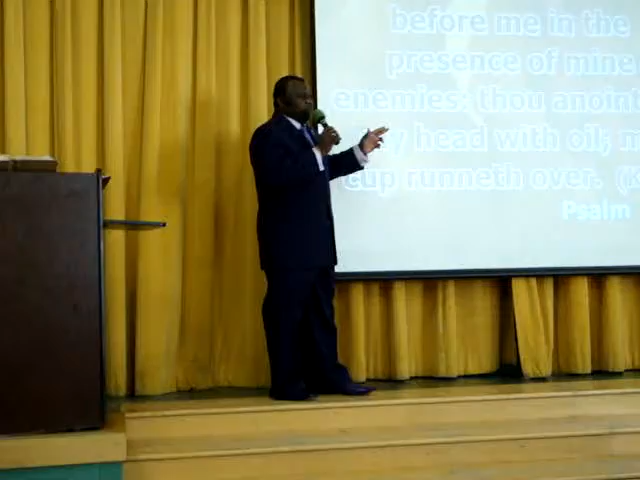 before me in the
presence of mine
enemies; thou anoint
head with oil; m
cup runneth over. (K
Psalm